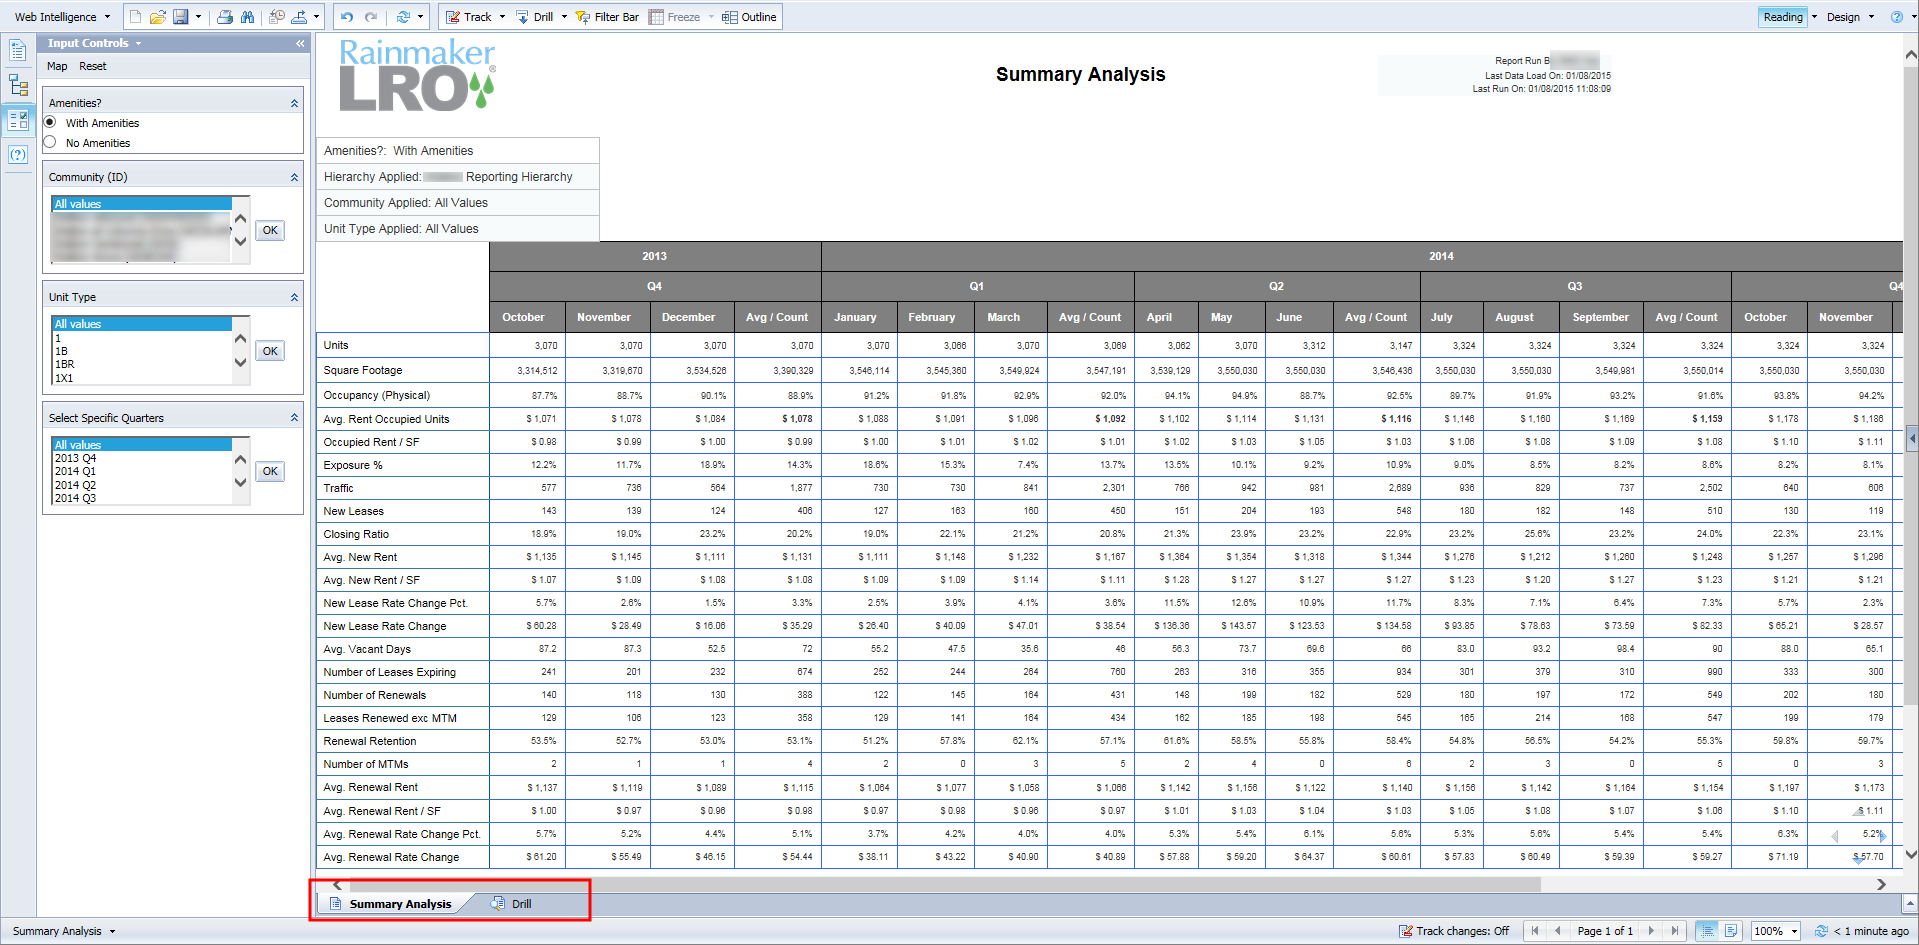 Web Intelligence Track Drill Filter Bar Freeze Outline Reading Design
Input Controls
Map Reset
Amenities?
With Amenities
No Amenities
Community (ID)
All values
OK
Unit Type
All values
1
1B
1BR
1X1
OK
Select Specific Quarters
All values
2013 Q4
2014 Q1
2014 Q2
2014 Q3
OK
Rainmaker
LRO®
Summary Analysis
Report Run B
Last Data Load On: 01/08/2015
Last Run On: 01/08/2015 11:08:09
Amenities?: With Amenities
Hierarchy Applied: Reporting Hierarchy
Community Applied: All Values
Unit Type Applied: All Values
2013 2014
Q4 Q1 Q2 Q3 Q4
October November December Avg / Count January February March Avg / Count April May June Avg / Count July August September Avg / Count October November
Units 3,070 3,070 3,070 3,070 3,070 3,066 3,070 3,069 3,062 3,070 3,312 3,147 3,324 3,324 3,324 3,324 3,324 3,324
Square Footage 3,314,512 3,319,670 3,534,526 3,390,329 3,546,114 3,545,360 3,549,924 3,547,191 3,539,129 3,550,030 3,550,030 3,546,436 3,550,030 3,550,030 3,549,981 3,550,014 3,550,030 3,550,030
Occupancy (Physical) 87.7% 88.7% 90.1% 88.9% 91.2% 91.8% 92.9% 92.0% 94.1% 94.9% 88.7% 92.5% 89.7% 91.9% 93.2% 91.6% 93.8% 94.2%
Avg. Rent Occupied Units $ 1,071 $ 1,078 $ 1,084 $ 1,078 $ 1,088 $ 1,091 $ 1,096 $ 1,092 $ 1,102 $ 1,114 $ 1,131 $ 1,116 $ 1,146 $ 1,160 $ 1,169 $ 1,159 $ 1,178 $ 1,186
Occupied Rent / SF $ 0.98 $ 0.99 $ 1.00 $ 0.99 $ 1.00 $ 1.01 $ 1.02 $ 1.01 $ 1.02 $ 1.03 $ 1.05 $ 1.03 $ 1.06 $ 1.08 $ 1.09 $ 1.08 $ 1.10 $ 1.11
Exposure % 12.2% 11.7% 18.9% 14.3% 18.6% 15.3% 7.4% 13.7% 13.5% 10.1% 9.2% 10.9% 9.0% 8.5% 8.2% 8.6% 8.2% 8.1%
Traffic 577 736 564 1,877 730 730 841 2,301 766 942 981 2,689 936 829 737 2,502 640 606
New Leases 143 139 124 406 127 163 160 450 151 204 193 548 180 182 148 510 130 119
Closing Ratio 18.9% 19.0% 23.2% 20.2% 19.0% 22.1% 21.2% 20.8% 21.3% 23.9% 23.2% 22.9% 23.2% 25.6% 23.2% 24.0% 22.3% 23.1%
Avg. New Rent $ 1,135 $ 1,145 $ 1,111 $ 1,131 $ 1,111 $ 1,148 $ 1,232 $ 1,167 $ 1,364 $ 1,354 $ 1,318 $ 1,344 $ 1,276 $ 1,212 $ 1,260 $ 1,248 $ 1,257 $ 1,296
Avg. New Rent / SF $ 1.07 $ 1.09 $ 1.08 $ 1.08 $ 1.09 $ 1.09 $ 1.14 $ 1.11 $ 1.28 $ 1.27 $ 1.27 $ 1.27 $ 1.23 $ 1.20 $ 1.27 $ 1.23 $ 1.21 $ 1.21
New Lease Rate Change Pct. 5.7% 2.6% 1.5% 3.3% 2.5% 3.9% 4.1% 3.6% 11.5% 12.6% 10.9% 11.7% 8.3% 7.1% 6.4% 7.3% 5.7% 2.3%
New Lease Rate Change $ 60.28 $ 28.49 $ 16.06 $ 35.29 $ 26.40 $ 40.09 $ 47.01 $ 38.54 $ 136.36 $ 143.57 $ 123.53 $ 134.58 $ 93.85 $ 78.63 $ 73.59 $ 82.33 $ 65.21 $ 28.57
Avg. Vacant Days 87.2 87.3 52.5 72 55.2 47.5 35.6 46 56.3 73.7 69.6 66 83.0 93.2 98.4 90 88.0 65.1
Number of Leases Expiring 241 201 232 674 252 244 264 760 263 316 355 934 301 379 310 990 333 300
Number of Renewals 140 118 130 388 122 145 164 431 148 199 182 529 180 197 172 549 202 180
Leases Renewed exc MTM 129 106 123 358 129 141 164 434 162 185 198 545 165 214 168 547 199 179
Renewal Retention 53.5% 52.7% 53.0% 53.1% 51.2% 57.8% 62.1% 57.1% 61.6% 58.5% 55.8% 58.4% 54.8% 56.5% 54.2% 55.3% 59.8% 59.7%
Number of MTMs 2 1 1 4 2 0 3 5 2 4 0 6 2 3 0 5 0 3
Avg. Renewal Rent $ 1,137 $ 1,119 $ 1,089 $ 1,115 $ 1,064 $ 1,077 $ 1,058 $ 1,066 $ 1,142 $ 1,156 $ 1,122 $ 1,140 $ 1,156 $ 1,142 $ 1,164 $ 1,154 $ 1,197 $ 1,173
Avg. Renewal Rent / SF $ 1.00 $ 0.97 $ 0.96 $ 0.98 $ 0.97 $ 0.98 $ 0.96 $ 0.97 $ 1.01 $ 1.03 $ 1.04 $ 1.03 $ 1.05 $ 1.08 $ 1.07 $ 1.06 $ 1.10 $ 1.11
Avg. Renewal Rate Change Pct. 5.7% 5.2% 4.4% 5.1% 3.7% 4.2% 4.0% 4.0% 5.3% 5.4% 6.1% 5.6% 5.3% 5.6% 5.4% 5.4% 6.3% 5.2%
Avg. Renewal Rate Change $ 61.20 $ 55.49 $ 46.15 $ 54.44 $ 38.11 $ 43.22 $ 40.90 $ 40.89 $ 57.88 $ 59.20 $ 64.37 $ 60.61 $ 57.83 $ 60.49 $ 59.39 $ 59.27 $ 71.19 $ 57.70
Summary Analysis Drill
Summary Analysis Track changes: Off Page 1 of 1 100% < 1 minute ago